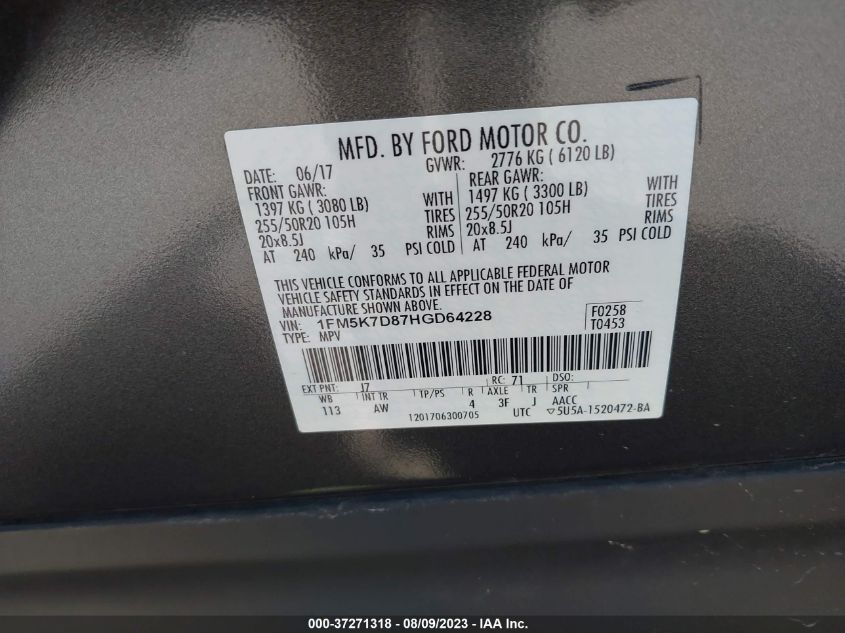 MFD. BY FORD MOTOR CO.
DATE: 06/17 GVWR: 2776 KG ( 6120 LB)
FRONT GAWR: REAR GAWR:
1397 KG ( 3080 LB) WITH 1497 KG ( 3300 LB) WITH
255/50R20 105H TIRES 255/50R20 105H TIRES
20x8.5J RIMS 20x8.5J RIMS
AT 240 kPa/ 35 PSI COLD AT 240 kPa/ 35 PSI COLD
THIS VEHICLE CONFORMS TO ALL APPLICABLE FEDERAL MOTOR
VEHICLE SAFETY STANDARDS IN EFFECT ON THE DATE OF
MANUFACTURE SHOWN ABOVE.
VIN: 1FM5K7D87HGD64228 F0258
TYPE: MPV T0453
EXT PNT: J7 RC: 71 DSO:
WB INT TR TP/PS R AXLE TR SPR
113 AW 4 3F J AACC
1201706300705 UTC ▽5U5A-1520472-BA
000-37271318 - 08/09/2023 - IAAI.com